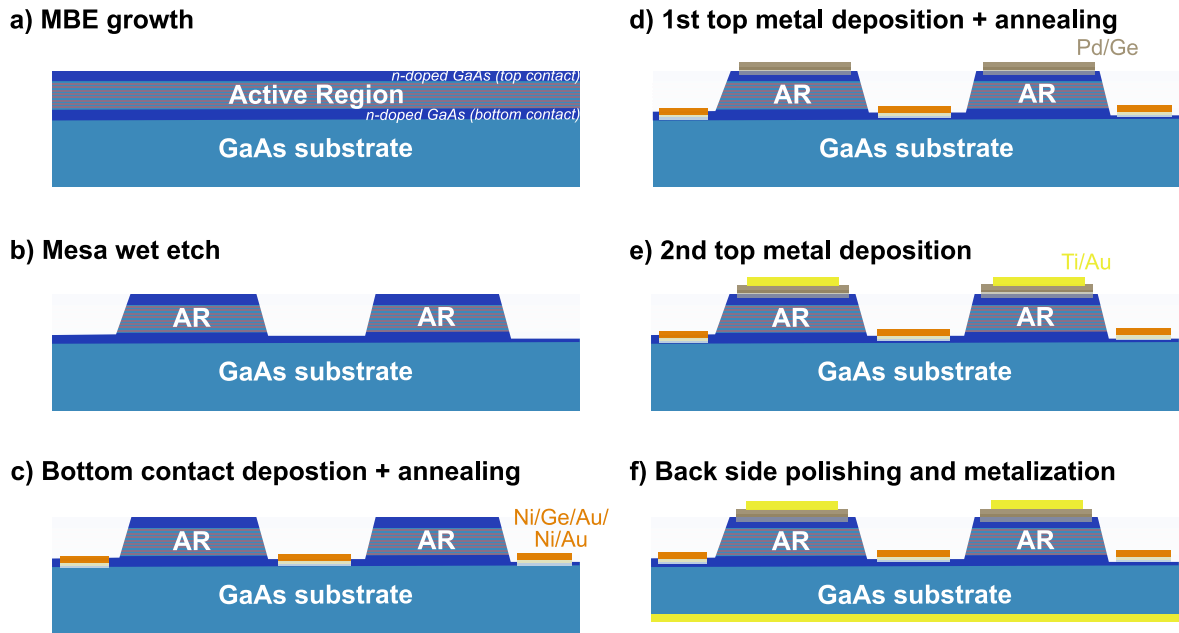 a) MBE growth
n-doped GaAs (top contact)
Active Region
n-doped GaAs (bottom contact)
GaAs substrate
b) Mesa wet etch
AR
AR
GaAs substrate
c) Bottom contact depostion + annealing
Ni/Ge/Au/
Ni/Au
AR
AR
GaAs substrate
d) 1st top metal deposition + annealing
Pd/Ge
AR
AR
GaAs substrate
e) 2nd top metal deposition
Ti/Au
AR
AR
GaAs substrate
f) Back side polishing and metalization
AR
AR
GaAs substrate